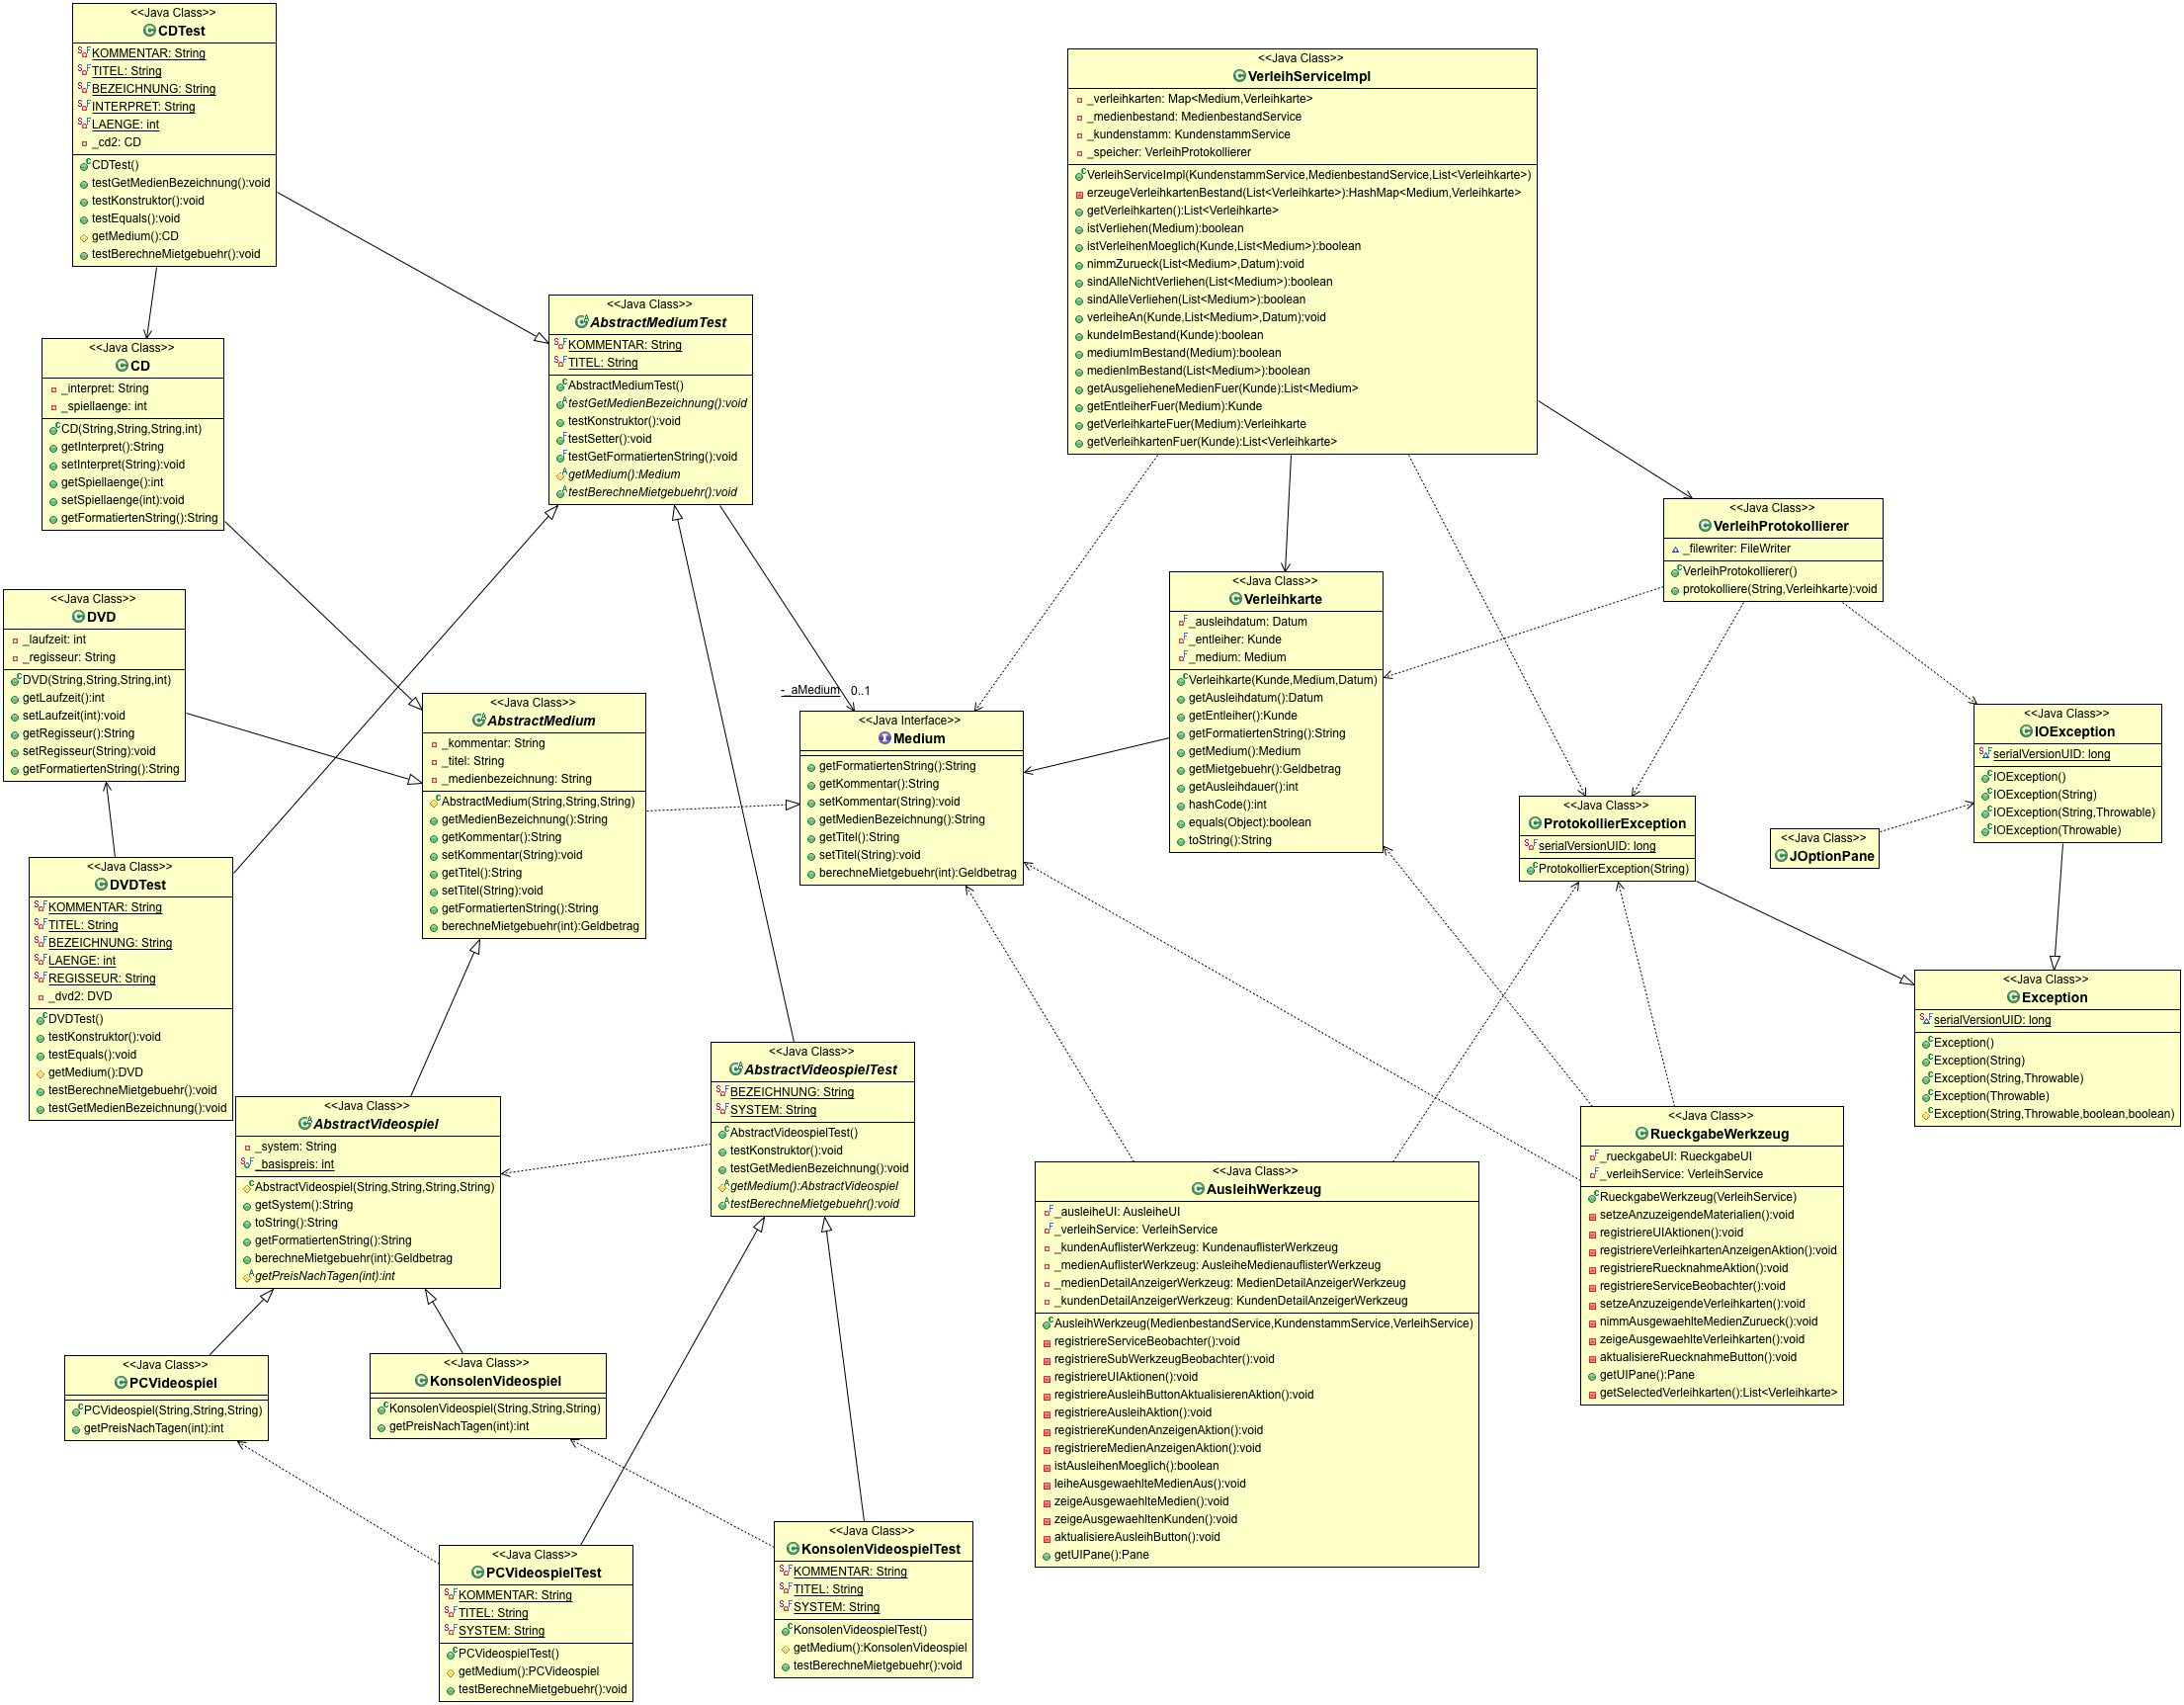 <<Java Class>>
CDTest
KOMMENTAR: String
TITEL: String
BEZEICHNUNG: String
INTERPRET: String
LAENGE: int
_cd2: CD
CDTest()
testGetMedienBezeichnung():void
testKonstruktor():void
testEquals():void
getMedium():CD
testBerechneMietgebuehr():void
<<Java Class>>
VerleihServiceImpl
_verleihkarten: Map<Medium,Verleihkarte>
_medienbestand: MedienbestandService
_kundenstamm: KundenstammService
_speicher: VerleihProtokollierer
VerleihServiceImpl(KundenstammService,MedienbestandService,List<Verleihkarte>)
erzeugeVerleihkartenBestand(List<Verleihkarte>):HashMap<Medium,Verleihkarte>
getVerleihkarten():List<Verleihkarte>
istVerliehen(Medium):boolean
istVerleihenMoeglich(Kunde,List<Medium>):boolean
nimmZurueck(List<Medium>,Datum):void
sindAlleNichtVerliehen(List<Medium>):boolean
sindAlleVerliehen(List<Medium>):boolean
verleiheAn(Kunde,List<Medium>,Datum):void
kundeImBestand(Kunde):boolean
mediumImBestand(Medium):boolean
medienImBestand(List<Medium>):boolean
getAusgelieheneMedienFuer(Kunde):List<Medium>
getEntleiherFuer(Medium):Kunde
getVerleihkarteFuer(Medium):Verleihkarte
getVerleihkartenFuer(Kunde):List<Verleihkarte>
<<Java Class>>
AbstractMediumTest
KOMMENTAR: String
TITEL: String
AbstractMediumTest()
testGetMedienBezeichnung():void
testKonstruktor():void
testSetter():void
testGetFormatiertenString():void
getMedium():Medium
testBerechneMietgebuehr():void
<<Java Class>>
CD
_interpret: String
_spiellaenge: int
CD(String,String,String,int)
getInterpret():String
setInterpret(String):void
getSpiellaenge():int
setSpiellaenge(int):void
getFormatiertenString():String
<<Java Class>>
VerleihProtokollierer
_filewriter: FileWriter
VerleihProtokollierer()
protokolliere(String,Verleihkarte):void
<<Java Class>>
Verleihkarte
_ausleihdatum: Datum
_entleiher: Kunde
_medium: Medium
Verleihkarte(Kunde,Medium,Datum)
getAusleihdatum():Datum
getEntleiher():Kunde
getFormatiertenString():String
getMedium():Medium
getMietgebuehr():Geldbetrag
getAusleihdauer():int
hashCode():int
equals(Object):boolean
toString():String
<<Java Class>>
DVD
_laufzeit: int
_regisseur: String
DVD(String,String,String,int)
getLaufzeit():int
setLaufzeit(int):void
getRegisseur():String
setRegisseur(String):void
getFormatiertenString():String
<<Java Class>>
AbstractMedium
_kommentar: String
_titel: String
_medienbezeichnung: String
AbstractMedium(String,String,String)
getMedienBezeichnung():String
getKommentar():String
setKommentar(String):void
getTitel():String
setTitel(String):void
getFormatiertenString():String
berechneMietgebuehr(int):Geldbetrag
-_aMedium 0..1
<<Java Interface>>
Medium
getFormatiertenString():String
getKommentar():String
setKommentar(String):void
getMedienBezeichnung():String
getTitel():String
setTitel(String):void
berechneMietgebuehr(int):Geldbetrag
<<Java Class>>
IOException
serialVersionUID: long
IOException()
IOException(String)
IOException(String,Throwable)
IOException(Throwable)
<<Java Class>>
ProtokollierException
serialVersionUID: long
ProtokollierException(String)
<<Java Class>>
JOptionPane
<<Java Class>>
DVDTest
KOMMENTAR: String
TITEL: String
BEZEICHNUNG: String
LAENGE: int
REGISSEUR: String
_dvd2: DVD
DVDTest()
testKonstruktor():void
testEquals():void
getMedium():DVD
testBerechneMietgebuehr():void
testGetMedienBezeichnung():void
<<Java Class>>
Exception
serialVersionUID: long
Exception()
Exception(String)
Exception(String,Throwable)
Exception(Throwable)
Exception(String,Throwable,boolean,boolean)
<<Java Class>>
AbstractVideospielTest
BEZEICHNUNG: String
SYSTEM: String
AbstractVideospielTest()
testKonstruktor():void
testGetMedienBezeichnung():void
getMedium():AbstractVideospiel
testBerechneMietgebuehr():void
<<Java Class>>
AbstractVideospiel
_system: String
_basispreis: int
AbstractVideospiel(String,String,String,String)
getSystem():String
toString():String
getFormatiertenString():String
berechneMietgebuehr(int):Geldbetrag
getPreisNachTagen(int):int
<<Java Class>>
RueckgabeWerkzeug
_rueckgabeUI: RueckgabeUI
_verleihService: VerleihService
RueckgabeWerkzeug(VerleihService)
setzeAnzuzeigendeMaterialien():void
registriereUIAktionen():void
registriereVerleihkartenAnzeigenAktion():void
registriereRuecknahmeAktion():void
registriereServiceBeobachter():void
setzeAnzuzeigendeVerleihkarten():void
nimmAusgewaehlteMedienZurueck():void
zeigeAusgewaehlteVerleihkarten():void
aktualisiereRuecknahmeButton():void
getUIPane():Pane
getSelectedVerleihkarten():List<Verleihkarte>
<<Java Class>>
AusleihWerkzeug
_ausleiheUI: AusleiheUI
_verleihService: VerleihService
_kundenAuflisterWerkzeug: KundenauflisterWerkzeug
_medienAuflisterWerkzeug: AusleiheMedienauflisterWerkzeug
_medienDetailAnzeigerWerkzeug: MedienDetailAnzeigerWerkzeug
_kundenDetailAnzeigerWerkzeug: KundenDetailAnzeigerWerkzeug
AusleihWerkzeug(MedienbestandService,KundenstammService,VerleihService)
registriereServiceBeobachter():void
registriereSubWerkzeugBeobachter():void
registriereUIAktionen():void
registriereAusleihButtonAktualisierenAktion():void
registriereAusleihAktion():void
registriereKundenAnzeigenAktion():void
registriereMedienAnzeigenAktion():void
istAusleihenMoeglich():boolean
leiheAusgewaehlteMedienAus():void
zeigeAusgewaehlteMedien():void
zeigeAusgewaehltenKunden():void
aktualisiereAusleihButton():void
getUIPane():Pane
<<Java Class>>
PCVideospiel
PCVideospiel(String,String,String)
getPreisNachTagen(int):int
<<Java Class>>
KonsolenVideospiel
KonsolenVideospiel(String,String,String)
getPreisNachTagen(int):int
<<Java Class>>
PCVideospielTest
KOMMENTAR: String
TITEL: String
SYSTEM: String
PCVideospielTest()
getMedium():PCVideospiel
testBerechneMietgebuehr():void
<<Java Class>>
KonsolenVideospielTest
KOMMENTAR: String
TITEL: String
SYSTEM: String
KonsolenVideospielTest()
getMedium():KonsolenVideospiel
testBerechneMietgebuehr():void